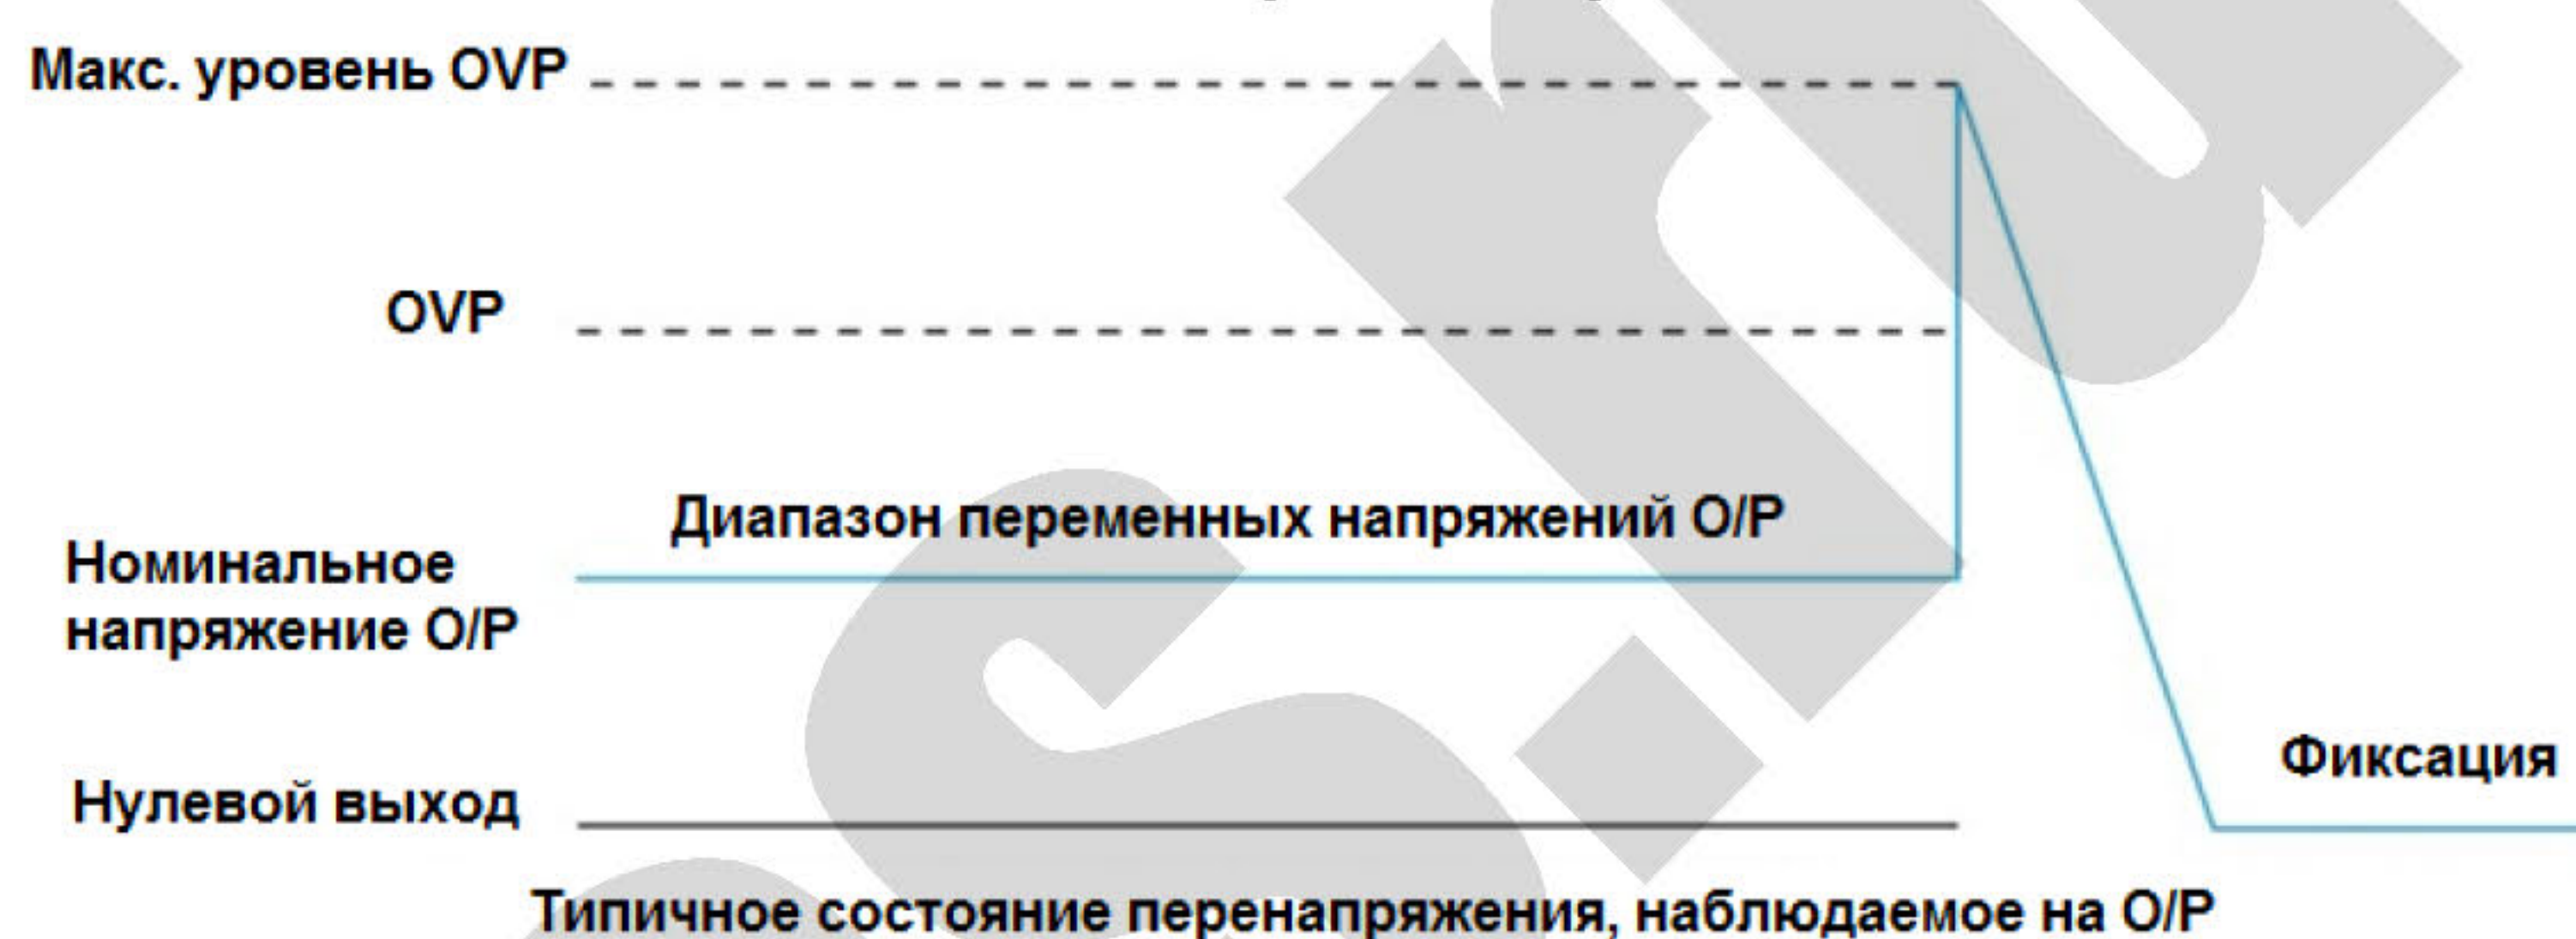 Макс. уровень OVP
OVP
Диапазон переменных напряжений О/Р
Номинальное
напряжение О/Р
Фиксация
Нулевой выход
Типичное состояние перенапряжения, наблюдаемое на О/Р